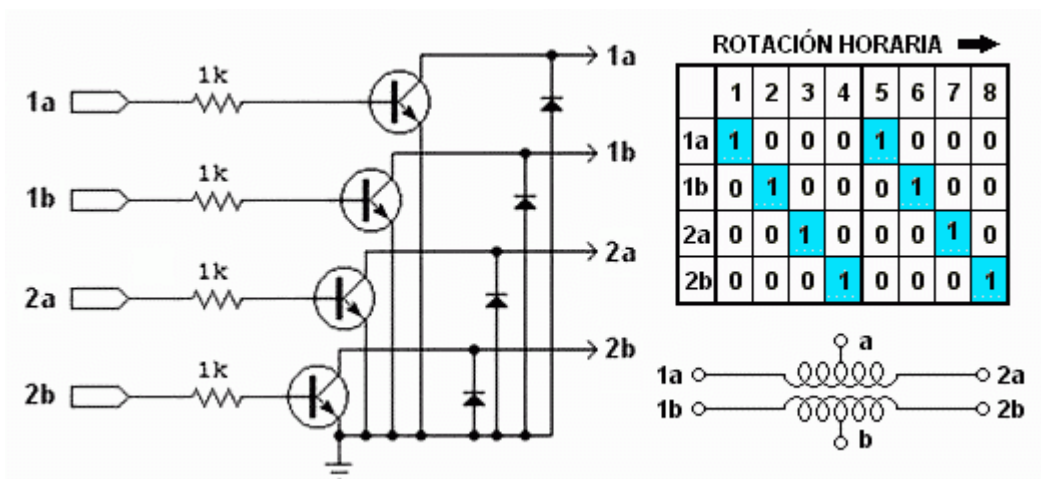 1a 1k 1a
1b 1k 1b
2a 1k 2a
2b 1k 2b
ROTACIÓN HORARIA
1 2 3 4 5 6 7 8
1a 1 0 0 0 1 0 0 0
1b 0 1 0 0 0 1 0 0
2a 0 0 1 0 0 0 1 0
2b 0 0 0 1 0 0 0 1
a
1a 2a
1b 2b
b